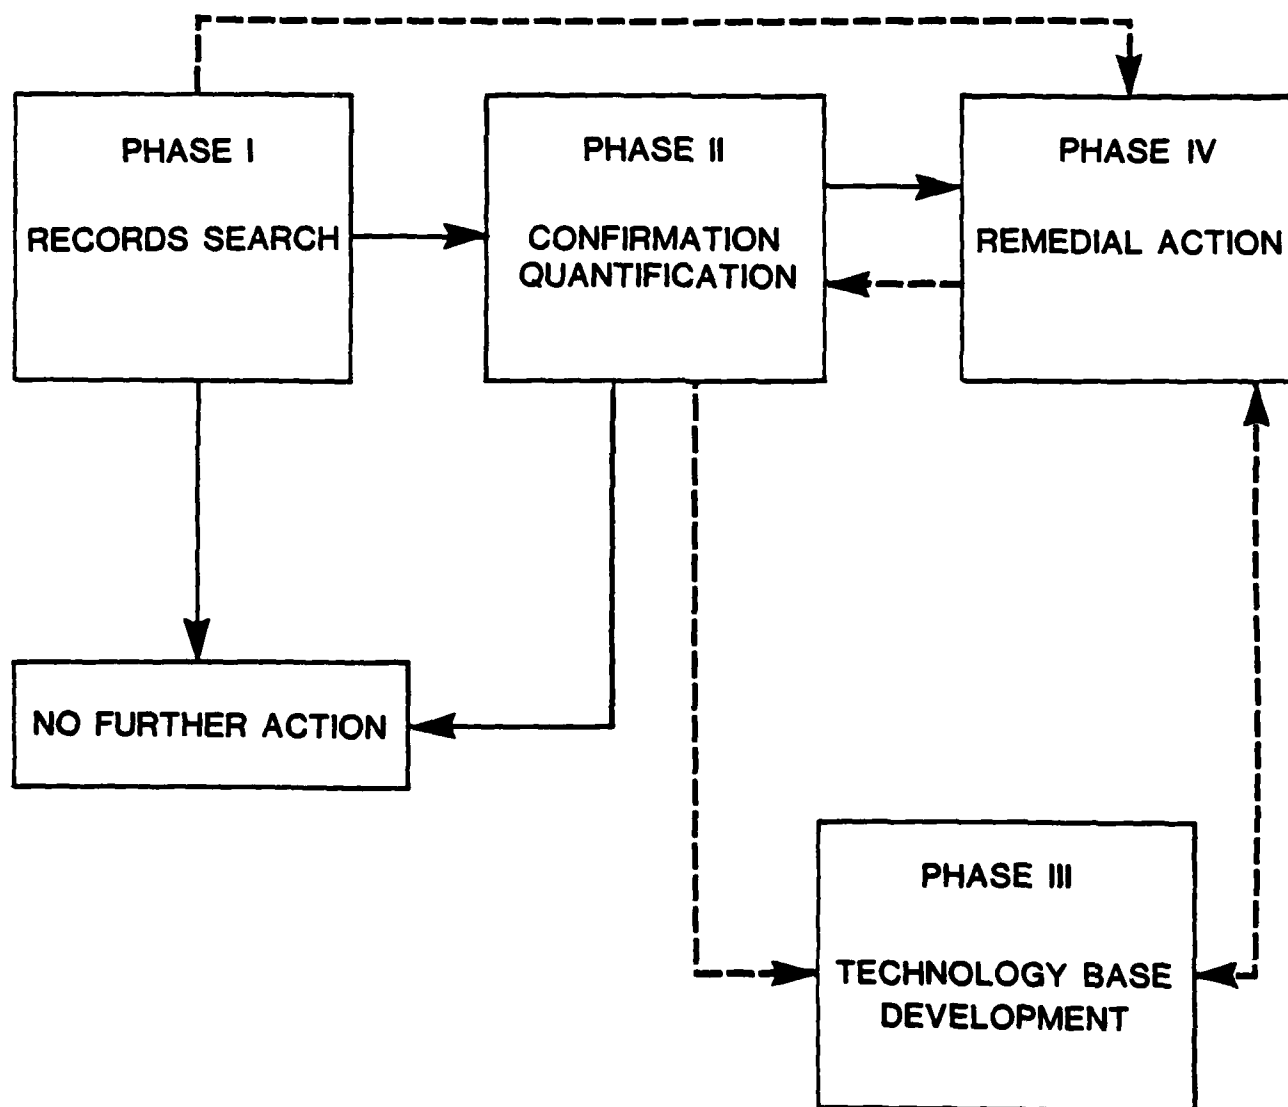 PHASE I
RECORDS SEARCH
PHASE II
CONFIRMATION
QUANTIFICATION
PHASE IV
REMEDIAL ACTION
NO FURTHER ACTION
PHASE III
TECHNOLOGY BASE
DEVELOPMENT